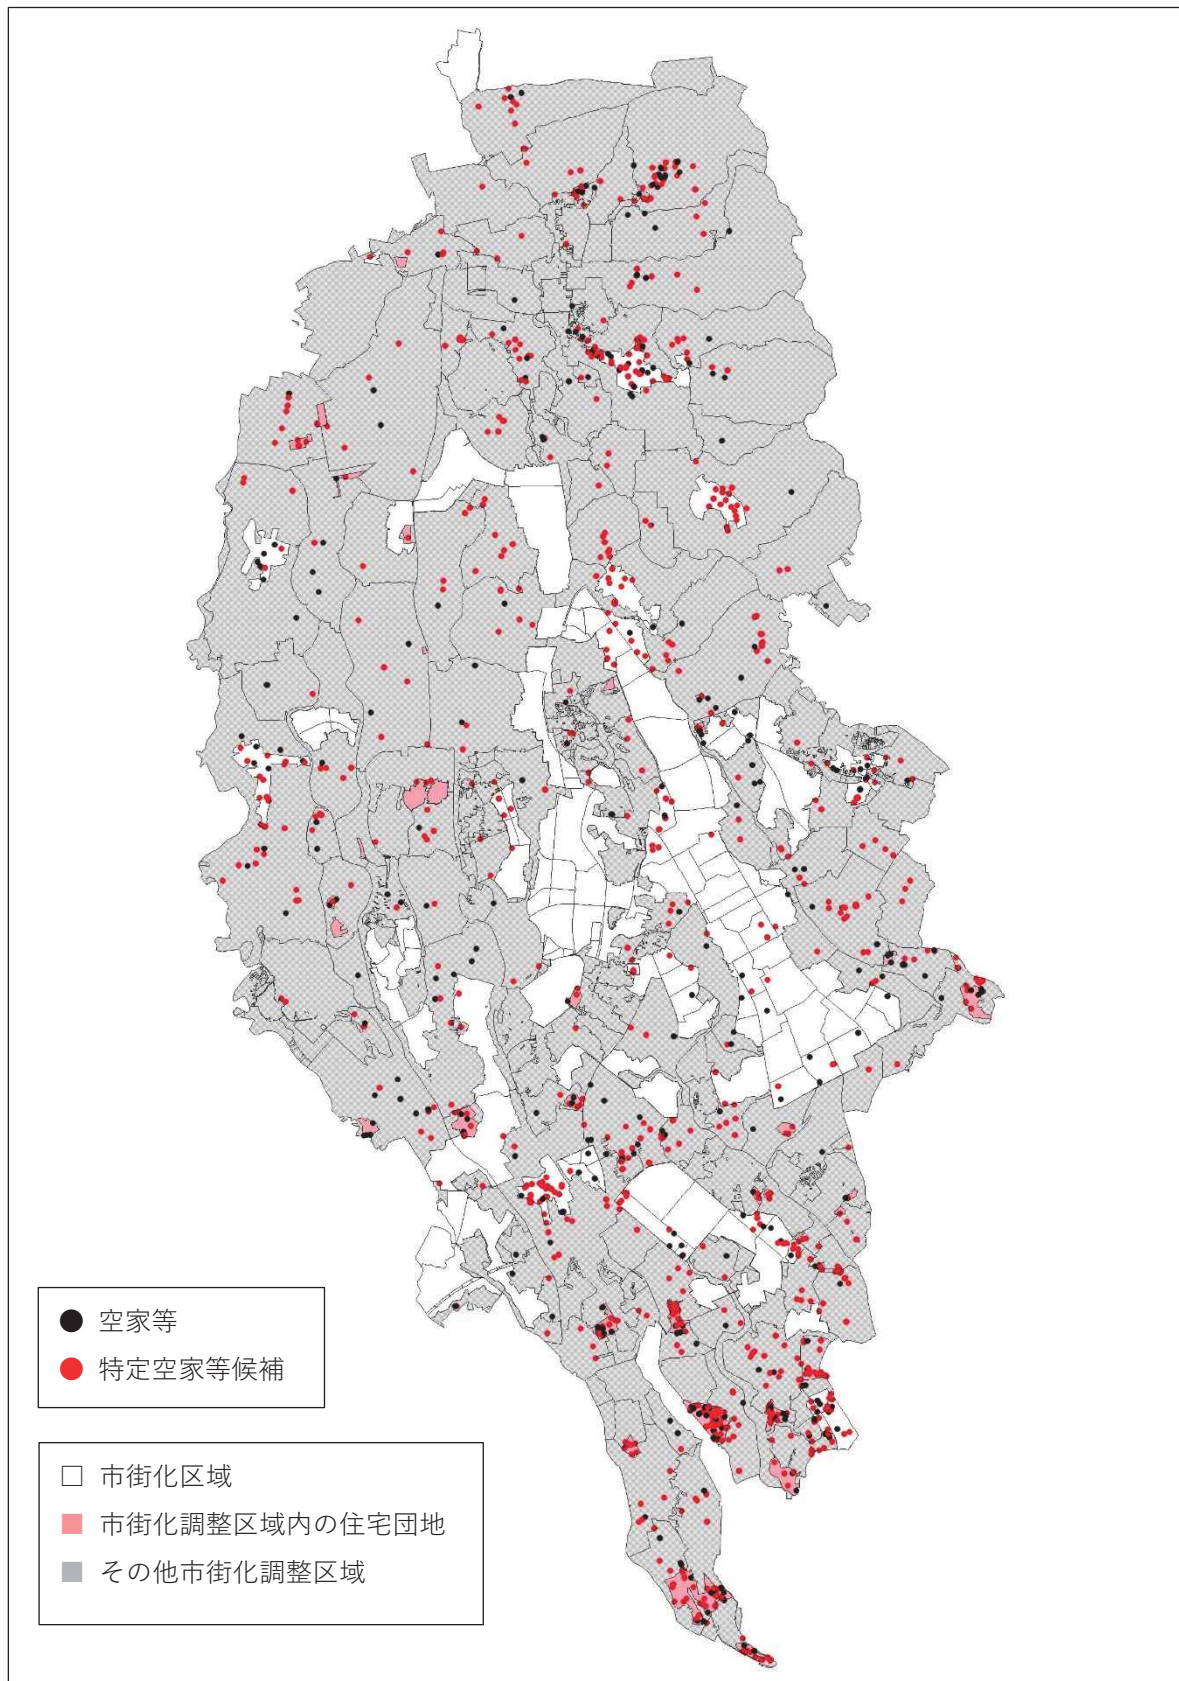 空家等
特定空家等候補
市街化区域
市街化調整区域内の住宅団地
その他市街化調整区域